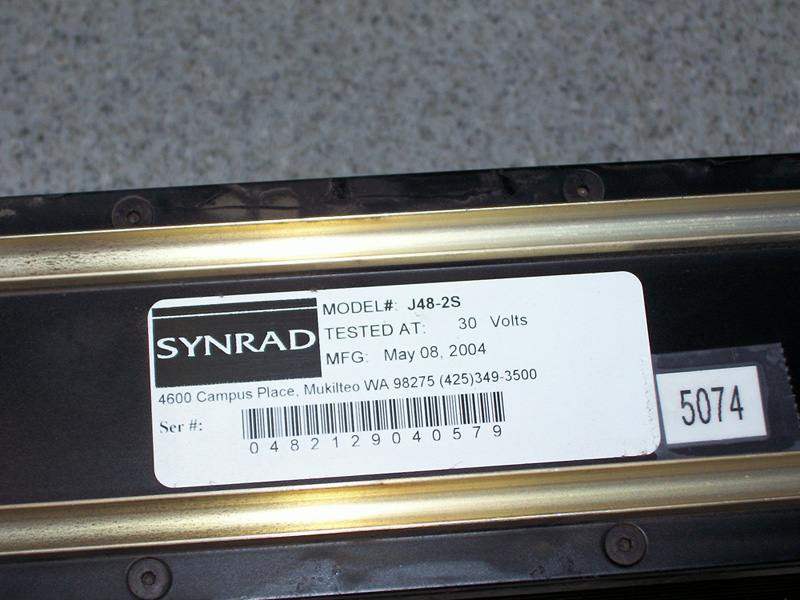 SYNRAD
MODEL#: J48-2S
TESTED AT: 30 Volts
MFG: May 08, 2004
4600 Campus Place, Mukilteo WA 98275 (425)349-3500
Ser #:
0482129040579
5074